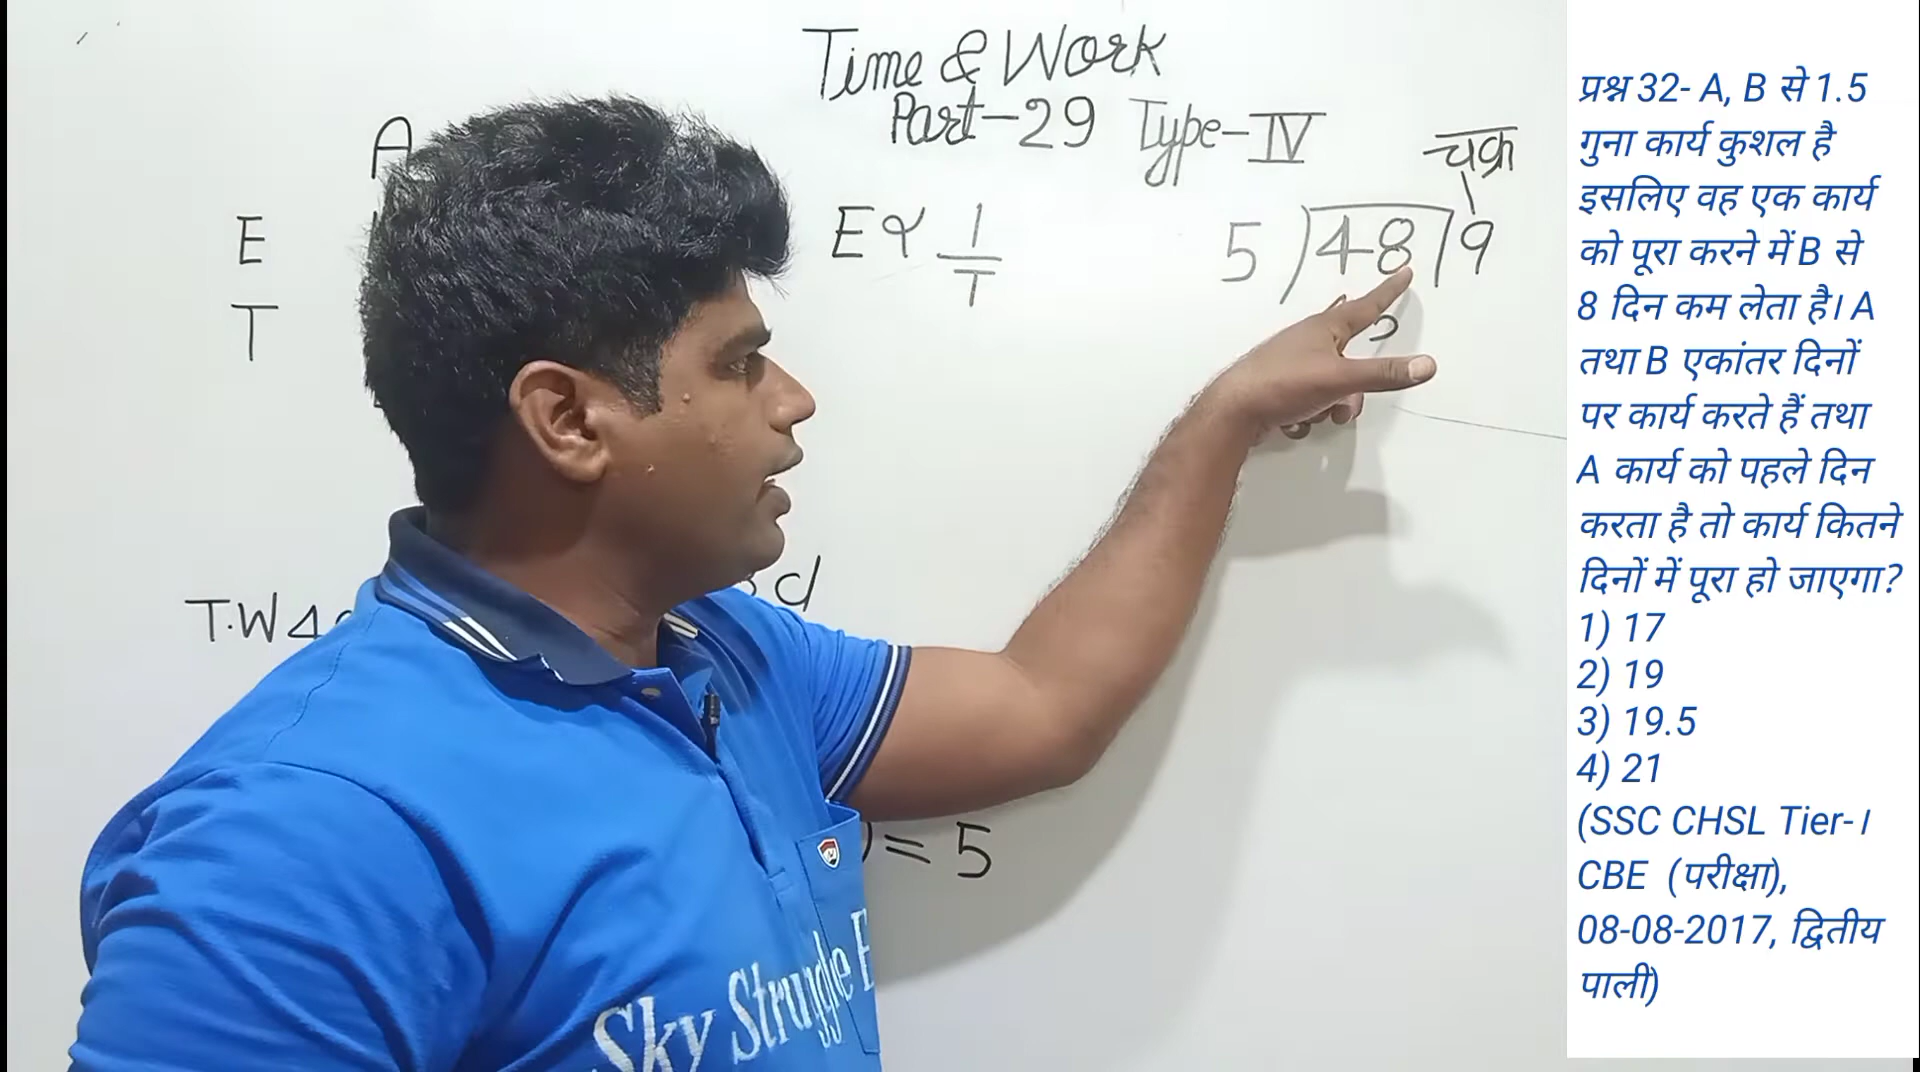 Time & Work
Part-29 Type-IV
चक्र
A
E
T
E ∝ 1/T
5)48(9
T.W
d
= 5
Sky Struggle E
प्रश्न 32- A, B से 1.5
गुना कार्य कुशल है
इसलिए वह एक कार्य
को पूरा करने में B से
8 दिन कम लेता है। A
तथा B एकांतर दिनों
पर कार्य करते हैं तथा
A कार्य को पहले दिन
करता है तो कार्य कितने
दिनों में पूरा हो जाएगा?
1) 17
2) 19
3) 19.5
4) 21
(SSC CHSL Tier-I
CBE (परीक्षा),
08-08-2017, द्वितीय
पाली)